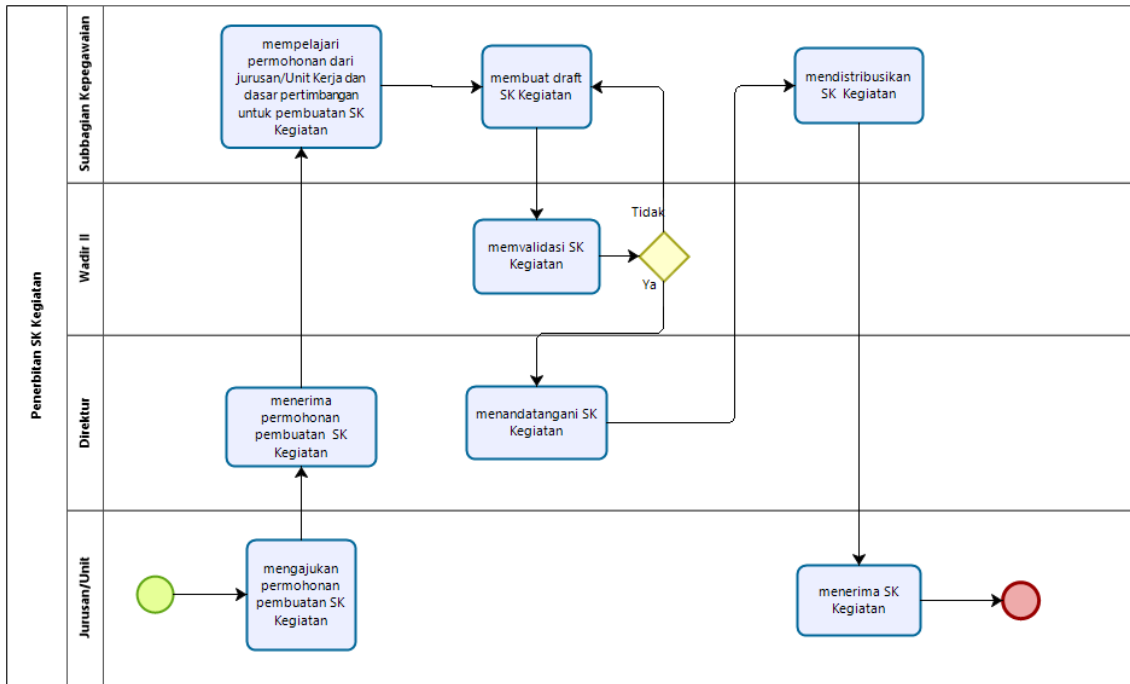 Penerbitan SK Kegiatan
Subbagian Kepegawaian
mempelajari
permohonan dari
jurusan/Unit Kerja dan
dasar pertimbangan
untuk pembuatan SK
Kegiatan
membuat draft
SK Kegiatan
mendistribusikan
SK Kegiatan
Wadir II
memvalidasi SK
Kegiatan
Tidak
Ya
Direktur
menerima
permohonan
pembuatan SK
Kegiatan
menandatangani SK
Kegiatan
Jurusan/Unit
mengajukan
permohonan
pembuatan SK
Kegiatan
menerima SK
Kegiatan